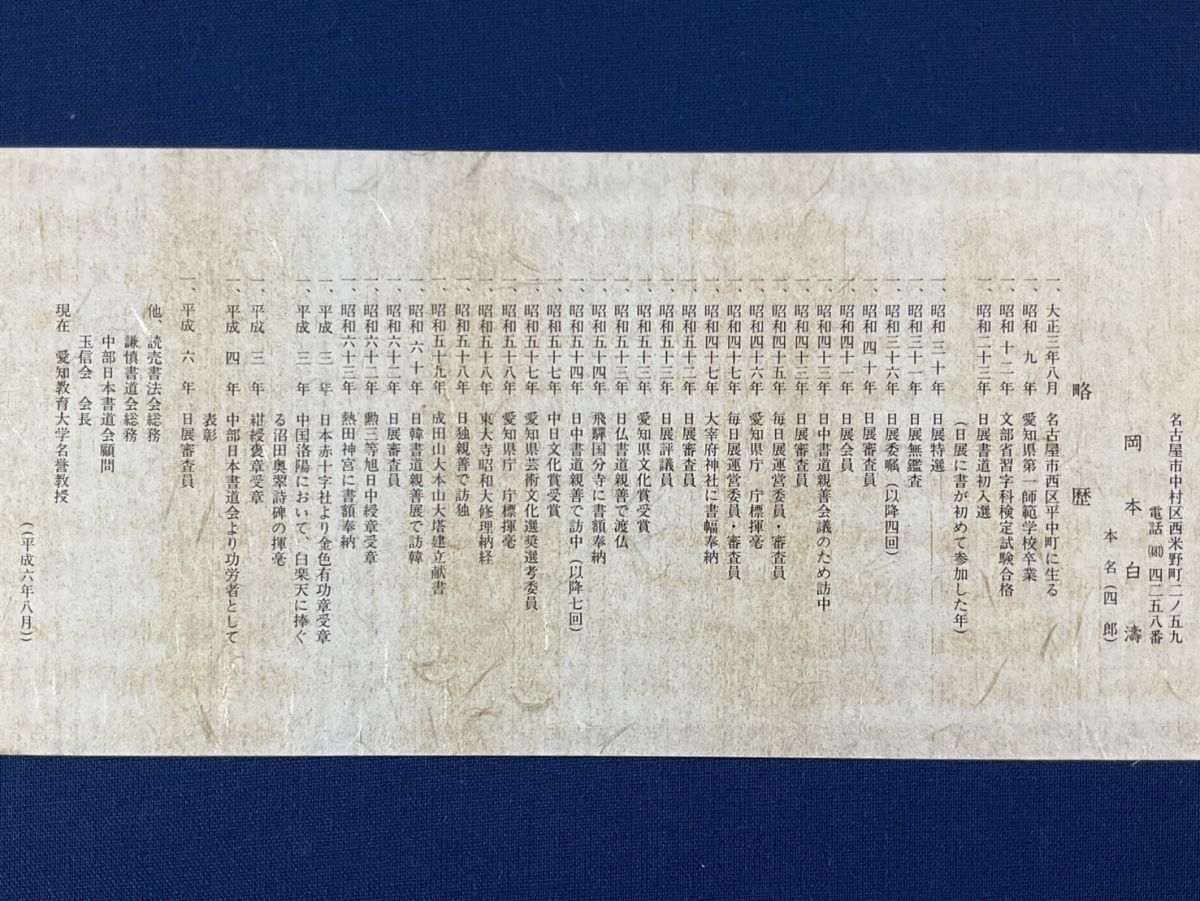 名古屋市中村区西米野町二ノ五九
電話 四二五八番
岡本白濤
本名(四郎)
略歴
一、大正三年八月 名古屋市西区平中町に生る
一、昭和九年 愛知県第一師範学校卒業
一、昭和十二年 文部省習字科検定試験合格
一、昭和二十三年 日展書道初入選
(日展に書が初めて参加した年)
一、昭和三十年 日展特選
一、昭和三十一年 日展無鑑査
一、昭和三十六年 日展委嘱(以降四回)
一、昭和四十年 日展審査員
一、昭和四十一年 日展会員
一、昭和四十三年 日中書道親善会議のため訪中
一、昭和四十三年 日展審査員
一、昭和四十五年 毎日展運営委員・審査員
一、昭和四十六年 愛知県庁 庁標揮毫
一、昭和四十七年 毎日展運営委員・審査員
一、昭和四十七年 大宰府神社に書幅奉納
一、昭和五十二年 日展審査員
一、昭和五十三年 日展評議員
一、昭和五十三年 愛知県文化賞受賞
一、昭和五十三年 日仏書道親善で渡仏
一、昭和五十四年 飛驒国分寺に書額奉納
一、昭和五十四年 日中書道親善で訪中(以降七回)
一、昭和五十七年 中日文化賞受賞
一、昭和五十七年 愛知県芸術文化選奨選考委員
一、昭和五十八年 愛知県庁 庁標揮毫
一、昭和五十八年 東大寺昭和大修理納経
一、昭和五十八年 日独親善で訪独
一、昭和五十九年 成田山大本山大塔建立献書
一、昭和六十年 日韓書道親善展で訪韓
一、昭和六十二年 日展審査員
一、昭和六十二年 勲三等旭日中綬章受章
一、昭和六十三年 熱田神宮に書額奉納
一、平成三年 日本赤十字社より金色有功章受章
一、平成三年 中国洛陽において、白楽天に捧ぐ
る沼田奥翠詩碑の揮毫
一、平成三年 紺綬褒章受章
一、平成四年 中部日本書道会より功労者として
表彰
一、平成六年 日展審査員
他、読売書法会総務
謙慎書道会総務
中部日本書道会顧問
玉信会 会長
現在 愛知教育大学名誉教授
(平成六年八月)